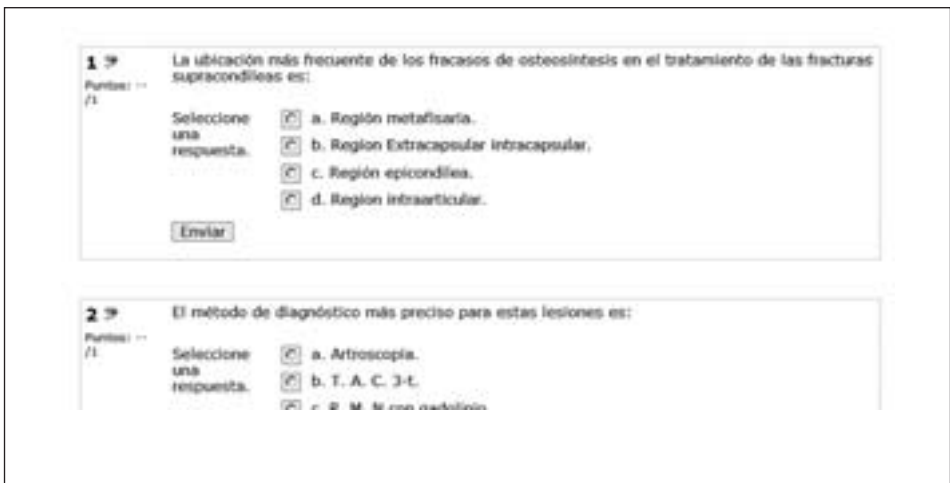 1
La ubicación más frecuente de los fracasos de osteosíntesis en el tratamiento de las fracturas
supracondíleas es:
Puntos: --
/1
Seleccione
una
respuesta.
a. Región metafisaria.
b. Region Extracapsular intracapsular.
c. Región epicondílea.
d. Region intraarticular.
Enviar
2
El método de diagnóstico más preciso para estas lesiones es:
Puntos: --
/1
Seleccione
una
respuesta.
a. Artroscopia.
b. T. A. C. 3-t.
c. R. M. N con gadolinio